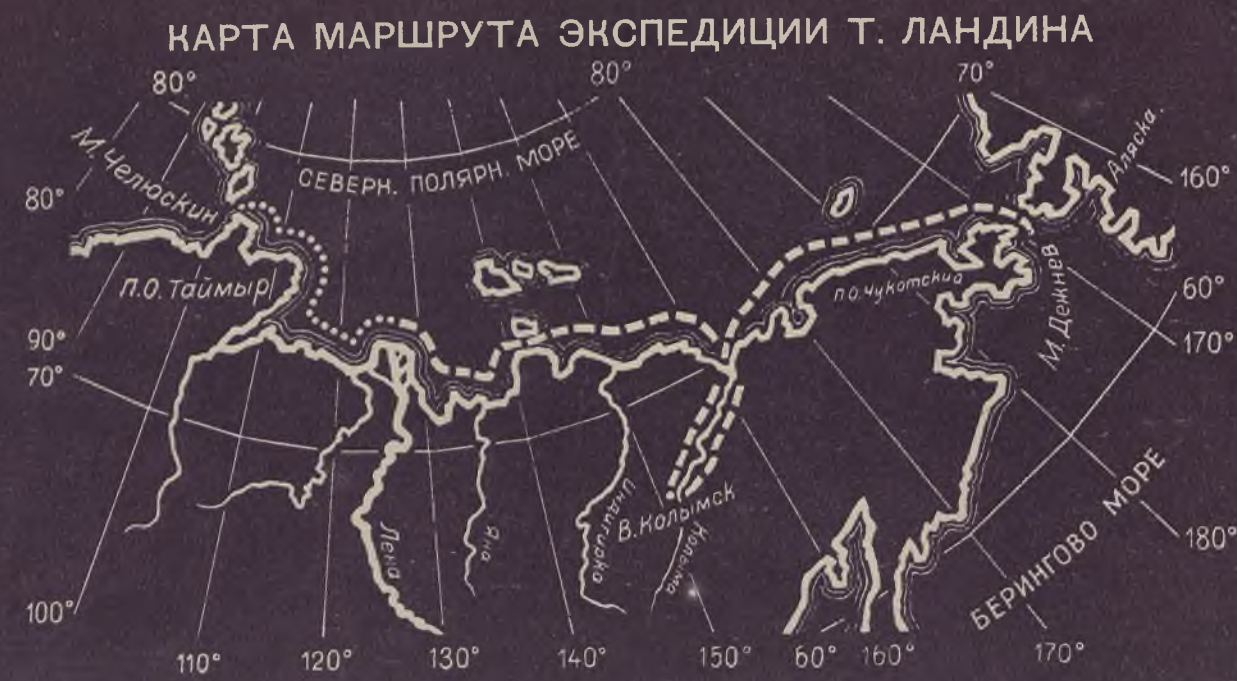 КАРТА МАРШРУТА ЭКСПЕДИЦИИ Т. ЛАНДИНА
80° 80° 70°
М. Челюскин
СЕВЕРН. ПОЛЯРН. МОРЕ
Аляска.
80° 160°
П.О. Таймыр
п.о. Чукотский
М. Дежнев
60°
90° 170°
70°
Лена
Яна
Индигирка
В. Колымск
Колыма
БЕРИНГОВО МОРЕ
180°
100°
110° 120° 130° 140° 150° 60° 160° 170°